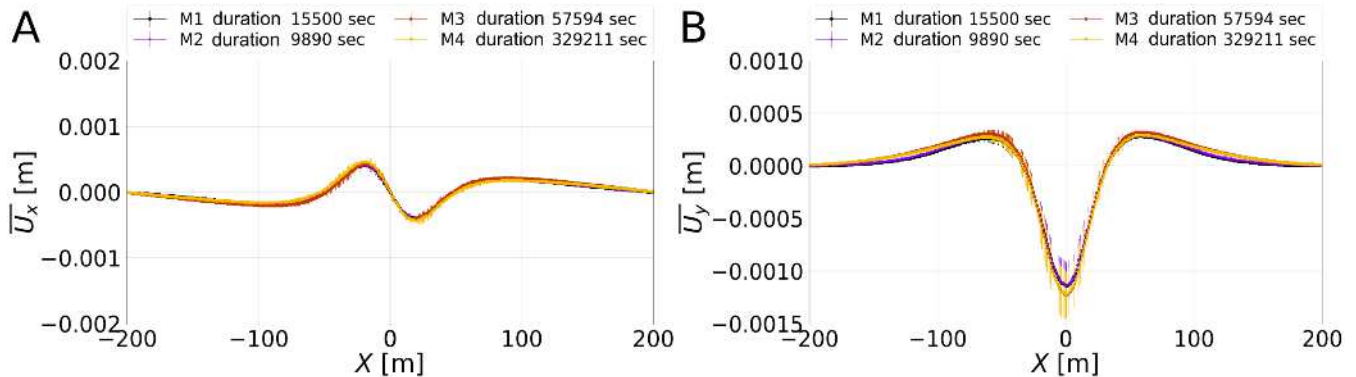 A
M1 duration 15500 sec
M3 duration 57594 sec
M2 duration 9890 sec
M4 duration 329211 sec
0.002
0.001
0.000
−0.001
−0.002
−200
−100
0
100
200
U̅x [m]
X [m]
B
M1 duration 15500 sec
M3 duration 57594 sec
M2 duration 9890 sec
M4 duration 329211 sec
0.0010
0.0005
0.0000
−0.0005
−0.0010
−0.0015
−200
−100
0
100
200
U̅y [m]
X [m]